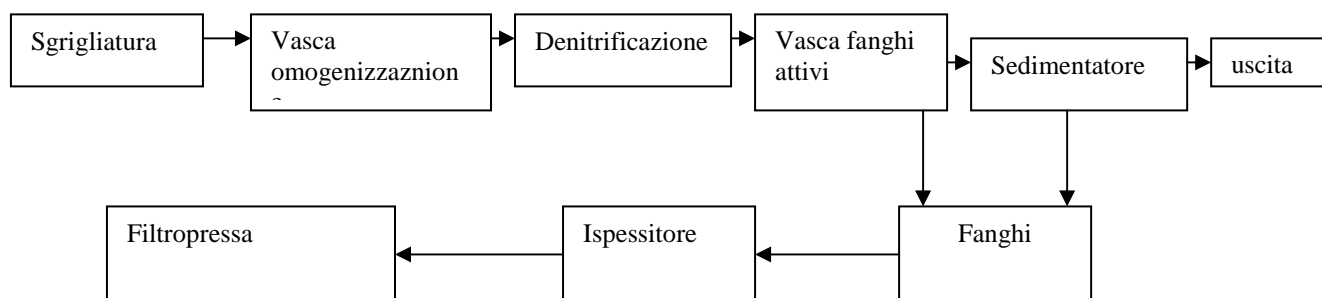 Sgrigliatura
Vasca
omogenizzaznion
Denitrificazione
Vasca fanghi
attivi
Sedimentatore
uscita
Filtropressa
Ispessitore
Fanghi